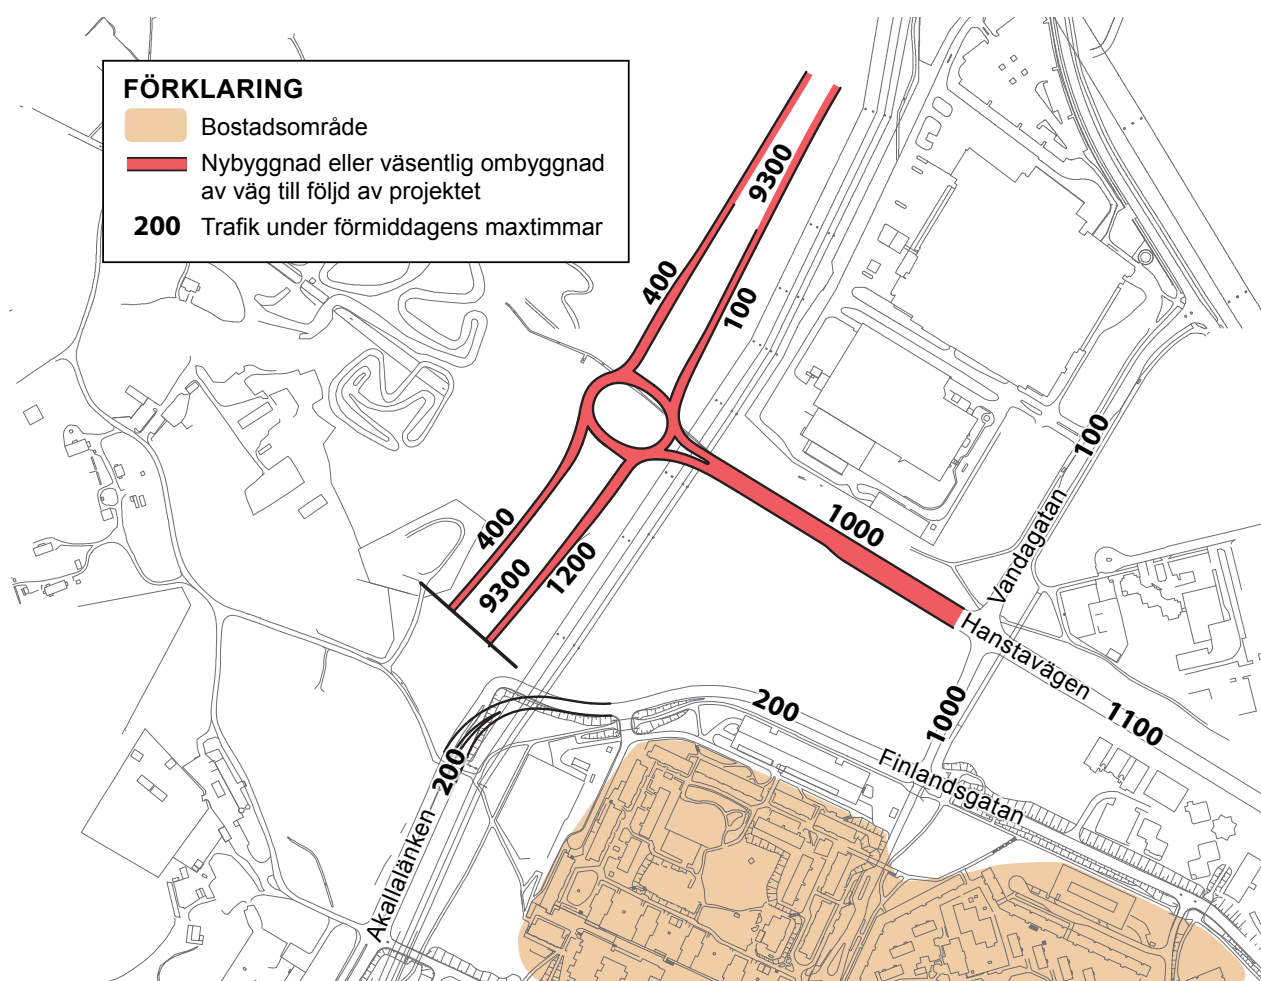 FÖRKLARING
Bostadsområde
Nybyggnad eller väsentlig ombyggnad
av väg till följd av projektet
200 Trafik under förmiddagens maxtimmar
9300
400
100
100
400
9300
1200
1000
Vandagatan
Hanstavägen
1100
1000
200
Finlandsgatan
200
Akallalänken